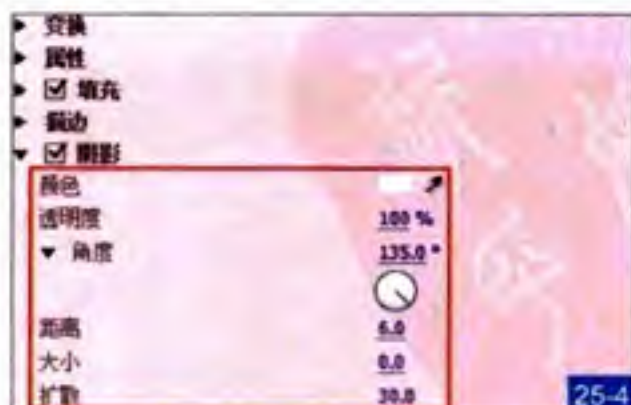 变换
属性
填充
描边
阴影
颜色
透明度 100 %
角度 135.0 °
距离 6.0
大小 0.0
扩散 30.0
25-4